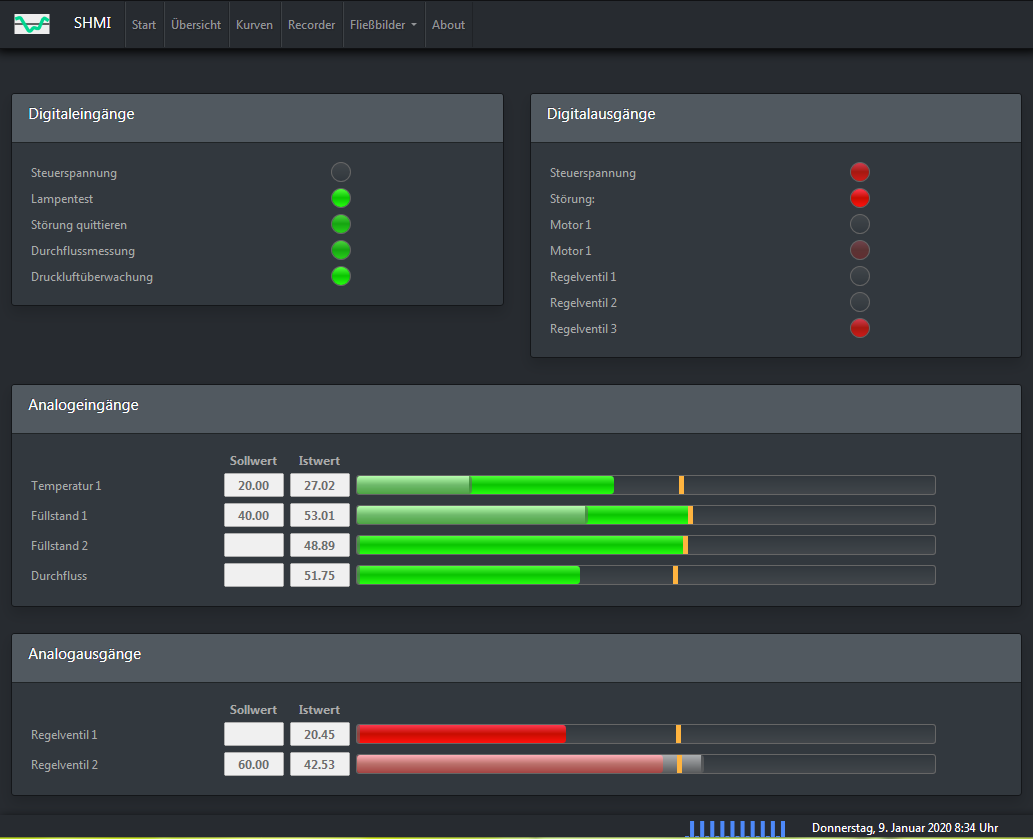 SHMI Start Übersicht Kurven Recorder Fließbilder About
Digitaleingänge
Steuerspannung
Lampentest
Störung quittieren
Durchflussmessung
Druckluftüberwachung
Digitalausgänge
Steuerspannung
Störung:
Motor 1
Motor 1
Regelventil 1
Regelventil 2
Regelventil 3
Analogeingänge
Sollwert Istwert
Temperatur 1 20.00 27.02
Füllstand 1 40.00 53.01
Füllstand 2 48.89
Durchfluss 51.75
Analogausgänge
Sollwert Istwert
Regelventil 1 20.45
Regelventil 2 60.00 42.53
Donnerstag, 9. Januar 2020 8:34 Uhr